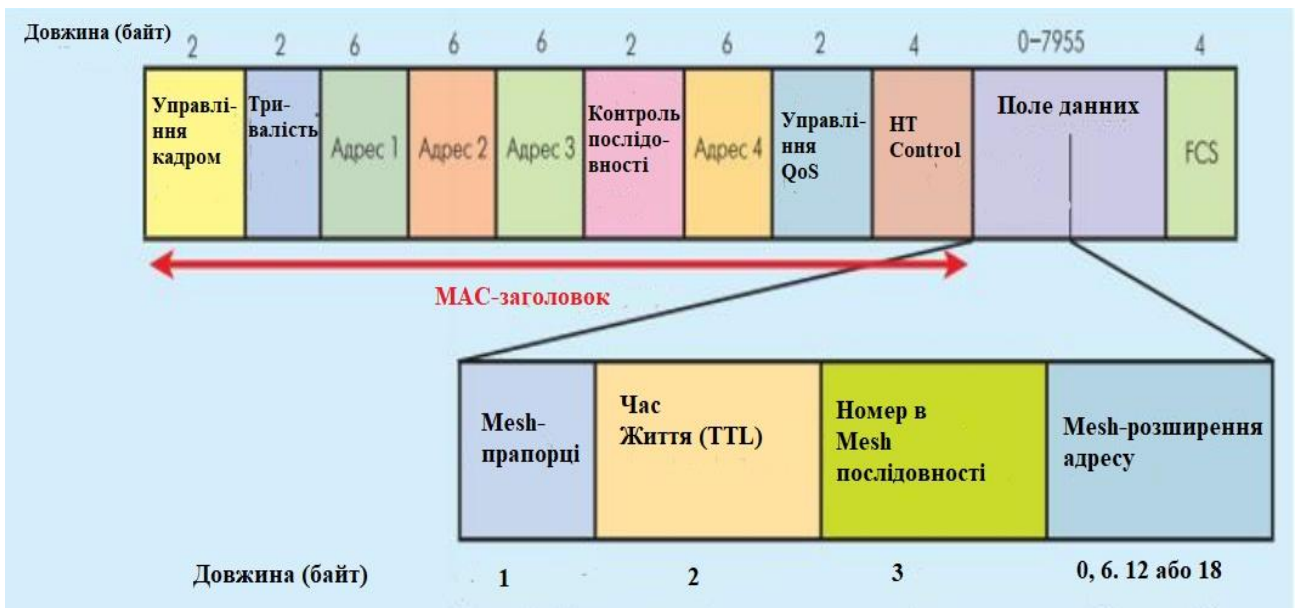 Довжина (байт) 2 2 6 6 6 2 6 2 4 0–7955 4
Управлі-
ння
кадром
Три-
валість
Адрес 1
Адрес 2
Адрес 3
Контроль
послідо-
вності
Адрес 4
Управлі-
ння
QoS
HT
Control
Поле данних
FCS
MAC-заголовок
Mesh-
прапорці
Час
Життя (TTL)
Номер в
Mesh
послідовності
Mesh-розширення
адресу
Довжина (байт) 1 2 3 0, 6. 12 або 18